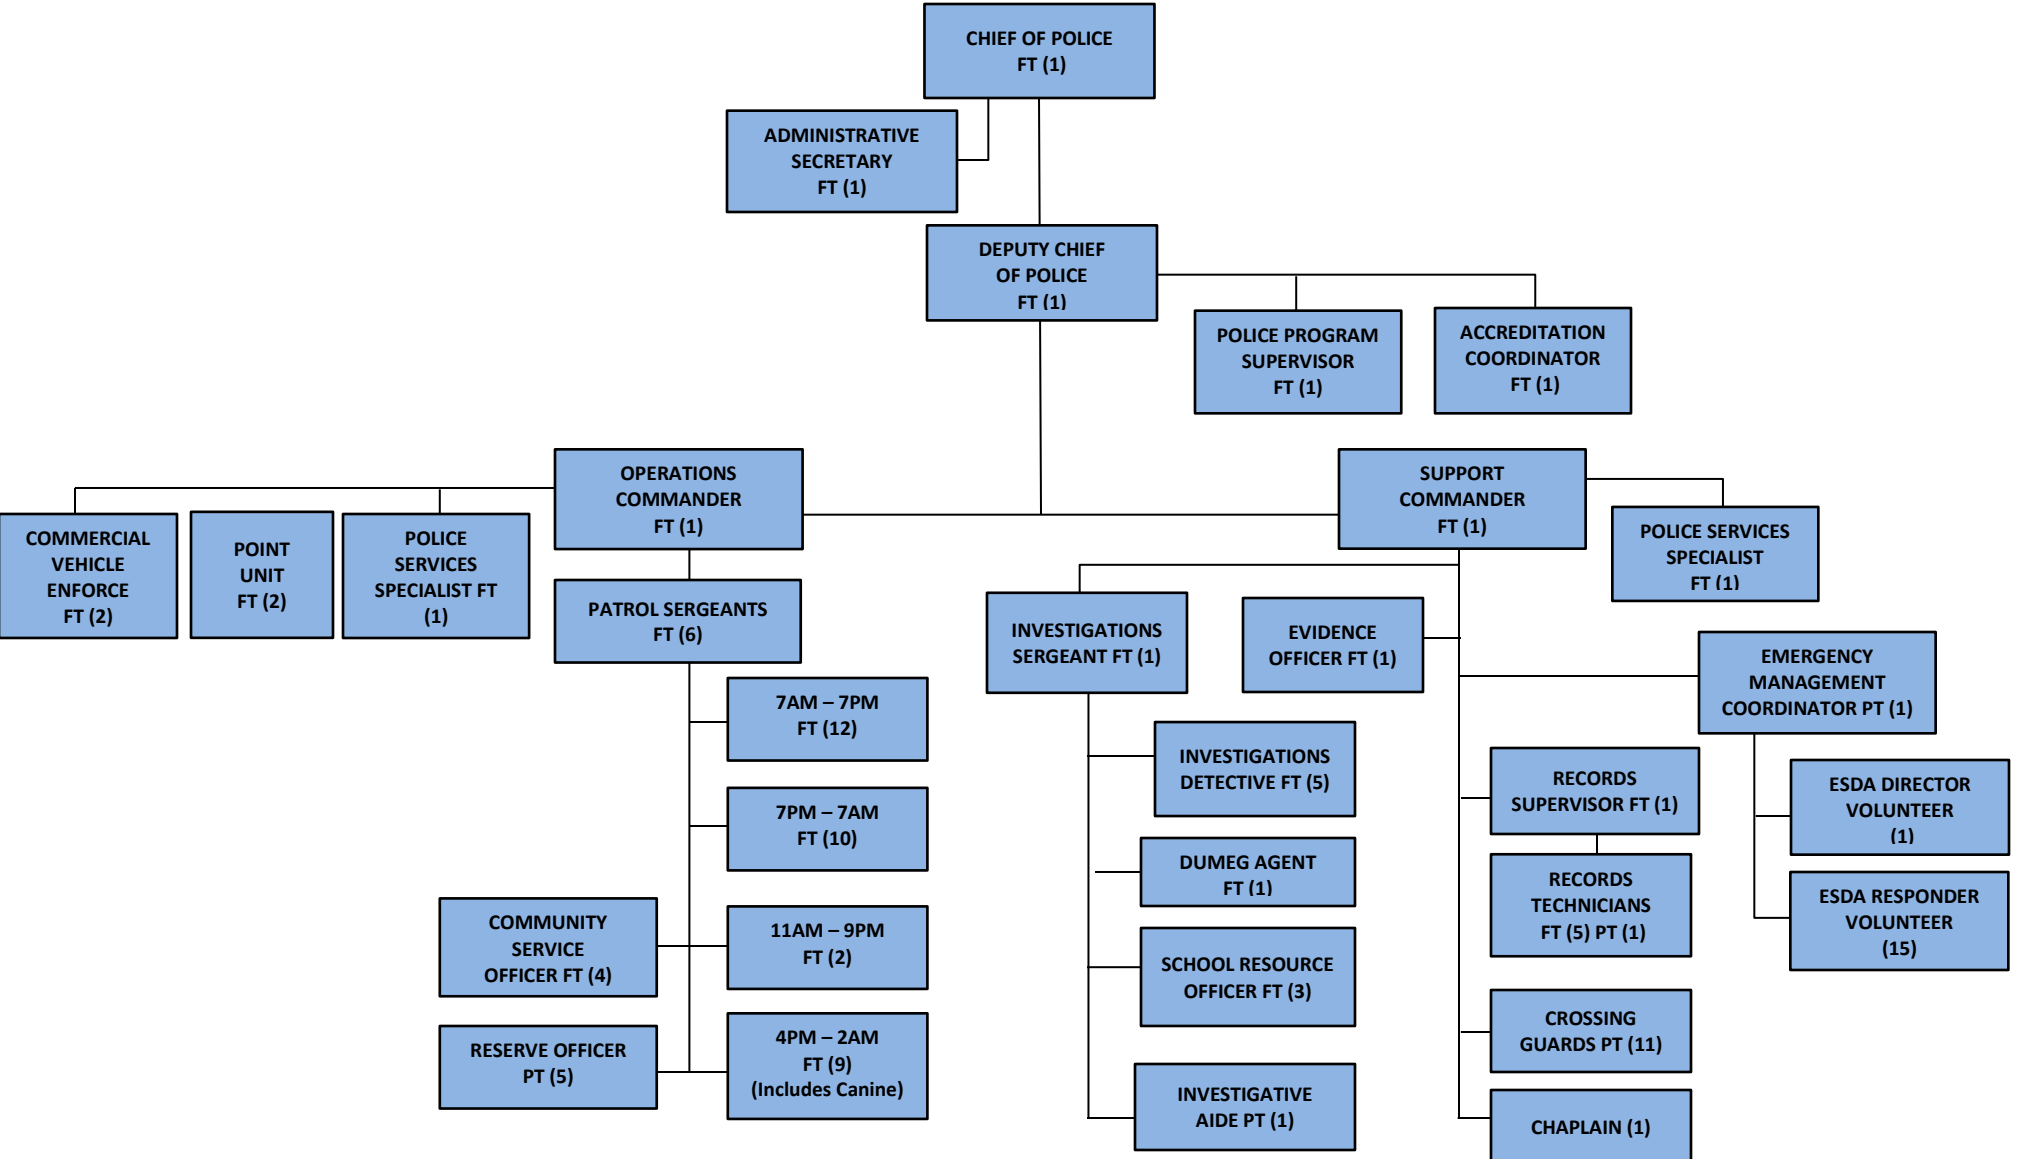 CHIEF OF POLICE
FT (1)
ADMINISTRATIVE
SECRETARY
FT (1)
DEPUTY CHIEF
OF POLICE
FT (1)
POLICE PROGRAM
SUPERVISOR
FT (1)
ACCREDITATION
COORDINATOR
FT (1)
OPERATIONS
COMMANDER
FT (1)
SUPPORT
COMMANDER
FT (1)
COMMERCIAL
VEHICLE
ENFORCE
FT (2)
POINT
UNIT
FT (2)
POLICE
SERVICES
SPECIALIST FT
(1)
POLICE SERVICES
SPECIALIST
FT (1)
PATROL SERGEANTS
FT (6)
7AM – 7PM
FT (12)
7PM – 7AM
FT (10)
COMMUNITY
SERVICE
OFFICER FT (4)
11AM – 9PM
FT (2)
RESERVE OFFICER
PT (5)
4PM – 2AM
FT (9)
(Includes Canine)
INVESTIGATIONS
SERGEANT FT (1)
EVIDENCE
OFFICER FT (1)
EMERGENCY
MANAGEMENT
COORDINATOR PT (1)
INVESTIGATIONS
DETECTIVE FT (5)
DUMEG AGENT
FT (1)
SCHOOL RESOURCE
OFFICER FT (3)
INVESTIGATIVE
AIDE PT (1)
RECORDS
SUPERVISOR FT (1)
RECORDS
TECHNICIANS
FT (5) PT (1)
CROSSING
GUARDS PT (11)
CHAPLAIN (1)
ESDA DIRECTOR
VOLUNTEER
(1)
ESDA RESPONDER
VOLUNTEER
(15)